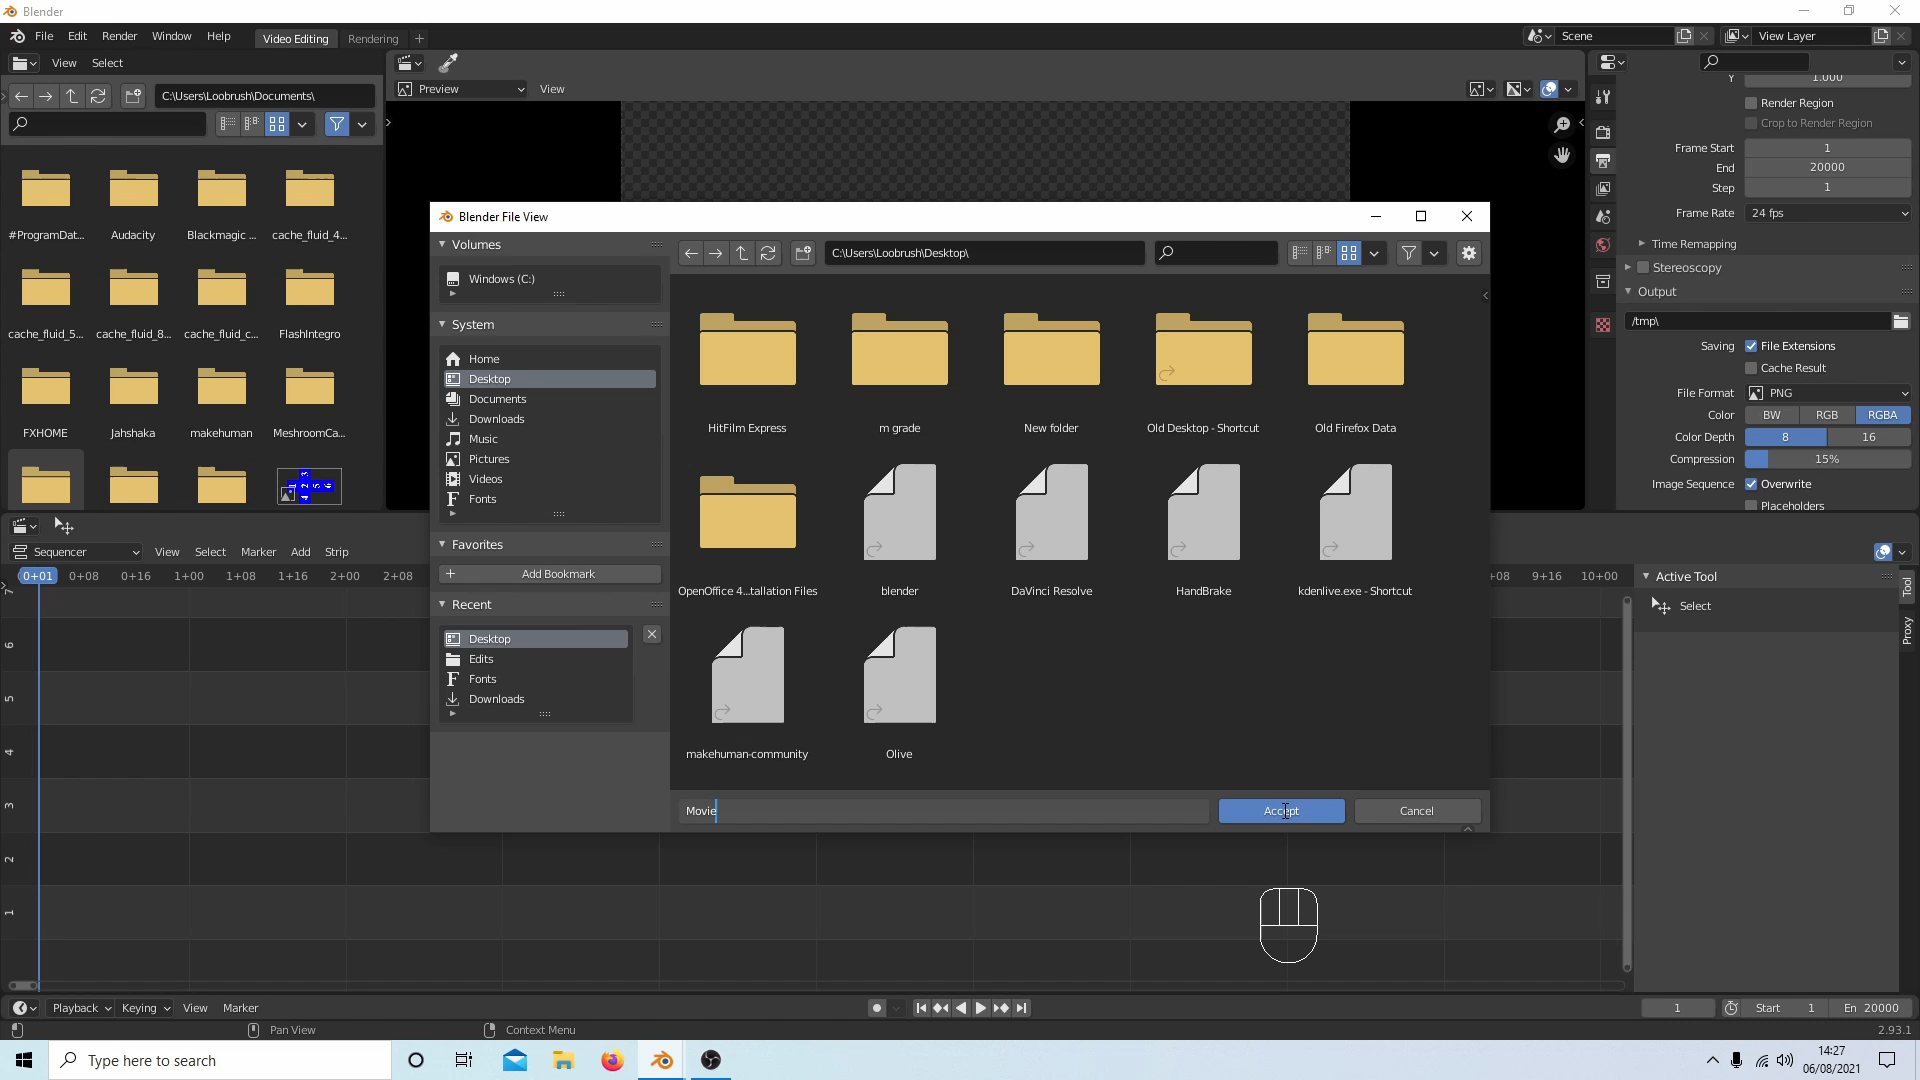 Blender
File Edit Render Window Help Video Editing Rendering + Scene View Layer
View Select
C:\Users\Loobrush\Documents\
Preview View
#ProgramDat... Audacity Blackmagic ... cache_fluid_4...
cache_fluid_5... cache_fluid_8... cache_fluid_c... FlashIntegro
FXHOME Jahshaka makehuman MeshroomCa...
Y 1.000
Render Region
Crop to Render Region
Frame Start 1
End 20000
Step 1
Frame Rate 24 fps
Time Remapping
Stereoscopy
Output
/tmp\
Saving File Extensions
Cache Result
File Format PNG
Color BW RGB RGBA
Color Depth 8 16
Compression 15%
Image Sequence Overwrite
Placeholders
Blender File View
Volumes
Windows (C:)
System
Home
Desktop
Documents
Downloads
Music
Pictures
Videos
Fonts
Favorites
Add Bookmark
Recent
Desktop
Edits
Fonts
Downloads
C:\Users\Loobrush\Desktop\
HitFilm Express m grade New folder Old Desktop - Shortcut Old Firefox Data
OpenOffice 4...tallation Files blender DaVinci Resolve HandBrake kdenlive.exe - Shortcut
makehuman-community Olive
Movie Accept Cancel
Sequencer View Select Marker Add Strip
0+01 0+08 0+16 1+00 1+08 1+16 2+00 2+08 +08 9+16 10+00
7
6
5
4
3
2
1
Active Tool
Select
Tool
Proxy
Playback Keying View Marker 1 Start 1 En 20000
Pan View Context Menu 2.93.1
Type here to search 14:27
06/08/2021